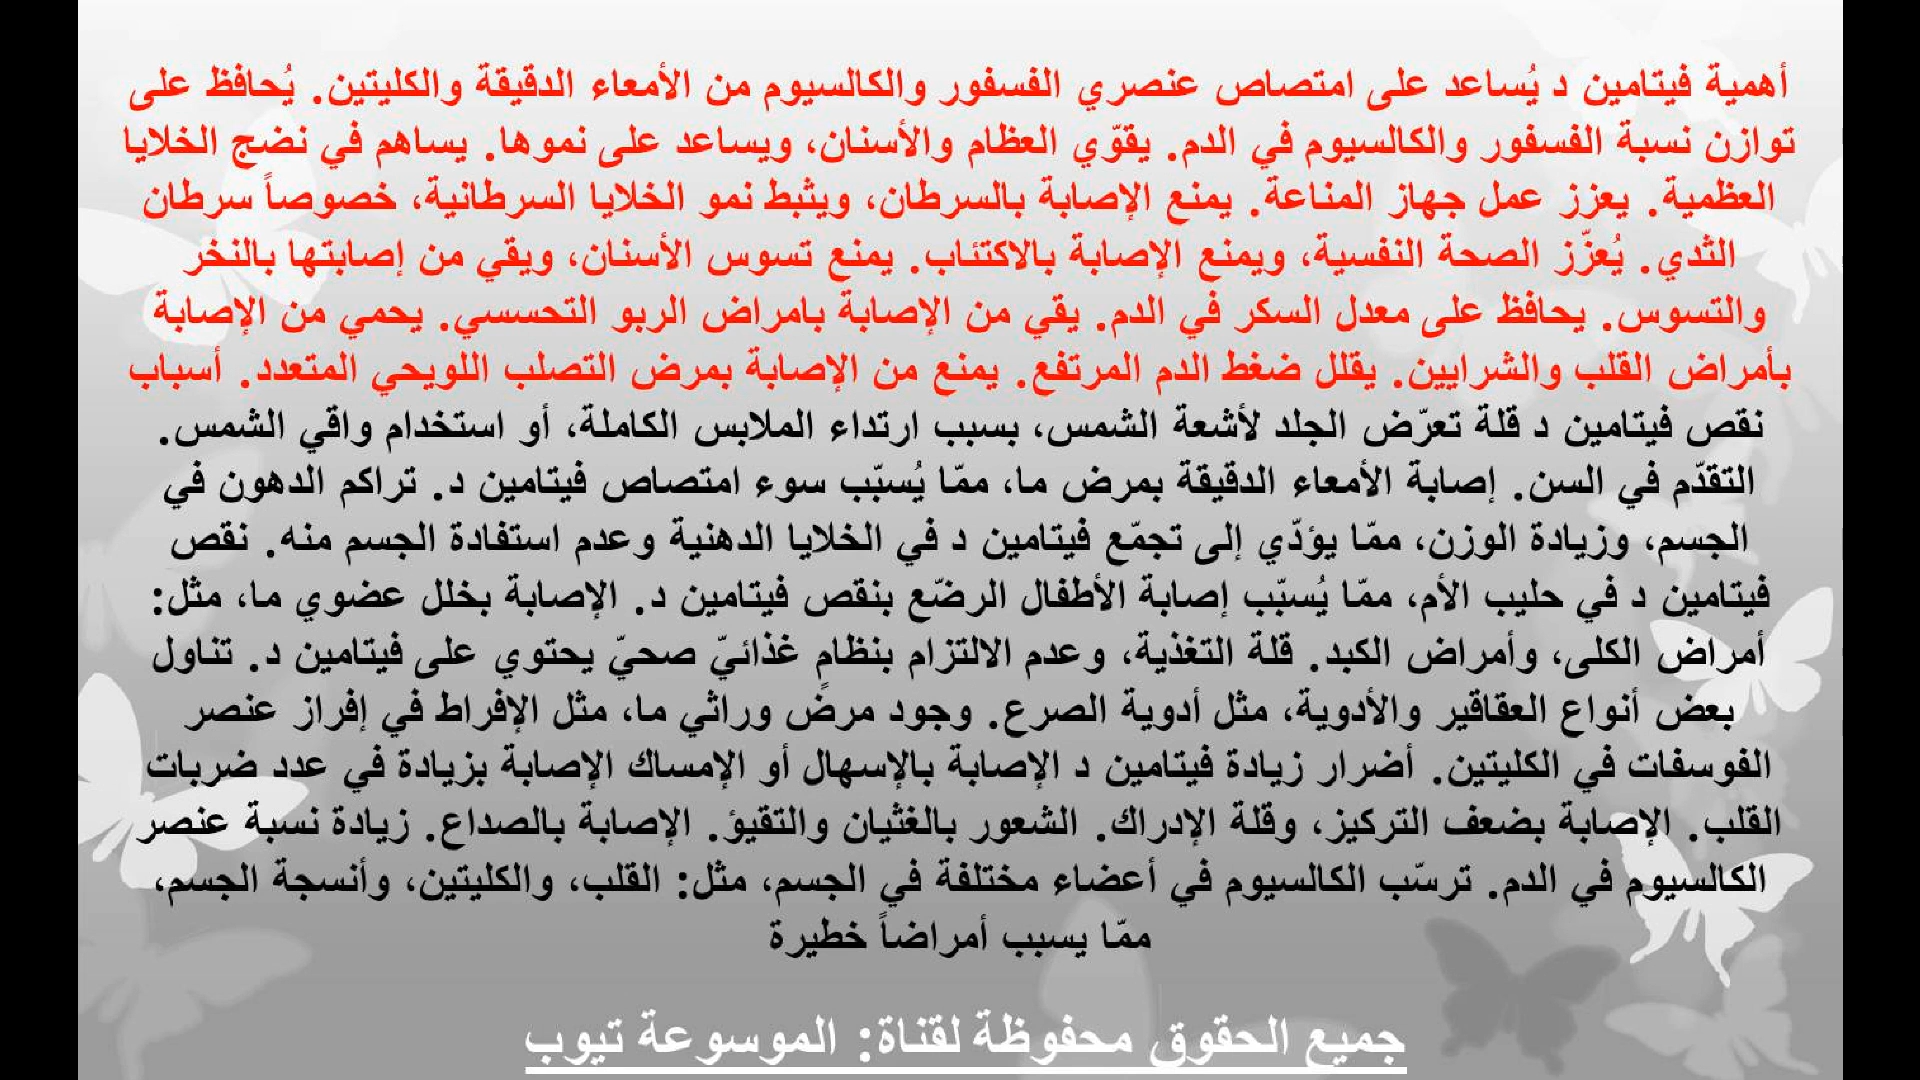 أهمية فيتامين د يُساعد على امتصاص عنصري الفسفور والكالسيوم من الأمعاء الدقيقة والكليتين. يُحافظ على
توازن نسبة الفسفور والكالسيوم في الدم. يقوّي العظام والأسنان، ويساعد على نموها. يساهم في نضج الخلايا
العظمية. يعزز عمل جهاز المناعة. يمنع الإصابة بالسرطان، ويثبط نمو الخلايا السرطانية، خصوصاً سرطان
الثدي. يُعزّز الصحة النفسية، ويمنع الإصابة بالاكتئاب. يمنع تسوس الأسنان، ويقي من إصابتها بالنخر
والتسوس. يحافظ على معدل السكر في الدم. يقي من الإصابة بامراض الربو التحسسي. يحمي من الإصابة
بأمراض القلب والشرايين. يقلل ضغط الدم المرتفع. يمنع من الإصابة بمرض التصلب اللويحي المتعدد. أسباب
نقص فيتامين د قلة تعرّض الجلد لأشعة الشمس، بسبب ارتداء الملابس الكاملة، أو استخدام واقي الشمس.
التقدّم في السن. إصابة الأمعاء الدقيقة بمرض ما، ممّا يُسبّب سوء امتصاص فيتامين د. تراكم الدهون في
الجسم، وزيادة الوزن، ممّا يؤدّي إلى تجمّع فيتامين د في الخلايا الدهنية وعدم استفادة الجسم منه. نقص
فيتامين د في حليب الأم، ممّا يُسبّب إصابة الأطفال الرضّع بنقص فيتامين د. الإصابة بخلل عضوي ما، مثل:
أمراض الكلى، وأمراض الكبد. قلة التغذية، وعدم الالتزام بنظامٍ غذائيّ صحيّ يحتوي على فيتامين د. تناول
بعض أنواع العقاقير والأدوية، مثل أدوية الصرع. وجود مرضٍ وراثي ما، مثل الإفراط في إفراز عنصر
الفوسفات في الكليتين. أضرار زيادة فيتامين د الإصابة بالإسهال أو الإمساك الإصابة بزيادة في عدد ضربات
القلب. الإصابة بضعف التركيز، وقلة الإدراك. الشعور بالغثيان والتقيؤ. الإصابة بالصداع. زيادة نسبة عنصر
الكالسيوم في الدم. ترسّب الكالسيوم في أعضاء مختلفة في الجسم، مثل: القلب، والكليتين، وأنسجة الجسم،
ممّا يسبب أمراضاً خطيرة
جميع الحقوق محفوظة لقناة: الموسوعة تيوب